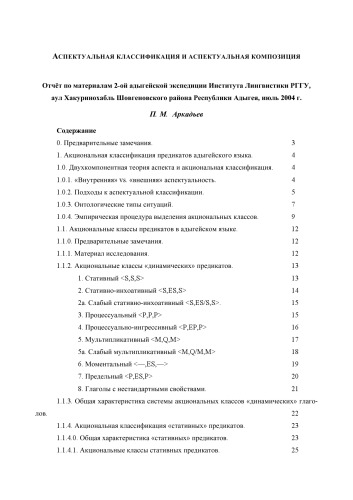 АСПЕКТУАЛЬНАЯ КЛАССИФИКАЦИЯ И АСПЕКТУАЛЬНАЯ КОМПОЗИЦИЯ
Отчёт по материалам 2-ой адыгейской экспедиции Института Лингвистики РГГУ,
аул Хакуринохабль Шовгеновского района Республики Адыгея, июль 2004 г.
П. М. Аркадьев
Содержание
0. Предварительные замечания. 3
1. Акциональная классификация предикатов адыгейского языка. 4
1.0. Двухкомпонентная теория аспекта и акциональная классификация. 4
1.0.1. «Внутренняя» vs. «внешняя» аспектуальность. 4
1.0.2. Подходы к аспектуальной классификации. 5
1.0.3. Онтологические типы ситуаций. 7
1.0.4. Эмпирическая процедура выделения акциональных классов. 9
1.1. Акциональные классы предикатов в адыгейском языке. 12
1.1.0. Предварительные замечания. 12
1.1.1. Материал исследования. 12
1.1.2. Акциональные классы «динамических» предикатов. 13
1. Стативный <S,S,S> 13
2. Стативно-инхоативный <S,ES,S> 14
2а. Слабый стативно-инхоативный <S,ES/S,S>. 15
3. Процессуальный <P,P,P> 15
4. Процессуально-ингрессивный <P,EP,P> 16
5. Мультипликативный <M,Q,M> 17
5а. Слабый мультипликативный <M,Q/M,M> 18
6. Моментальный <—,ES,—> 19
7. Предельный <P,ES,P> 20
8. Глаголы с нестандартными свойствами. 21
1.1.3. Общая характеристика системы акциональных классов «динамических» глаго-
лов. 22
1.1.4. Акциональная классификация «стативных» предикатов. 23
1.1.4.0. Общая характеристика «стативных» предикатов. 23
1.1.4.1. Акциональные классы стативных предикатов. 25